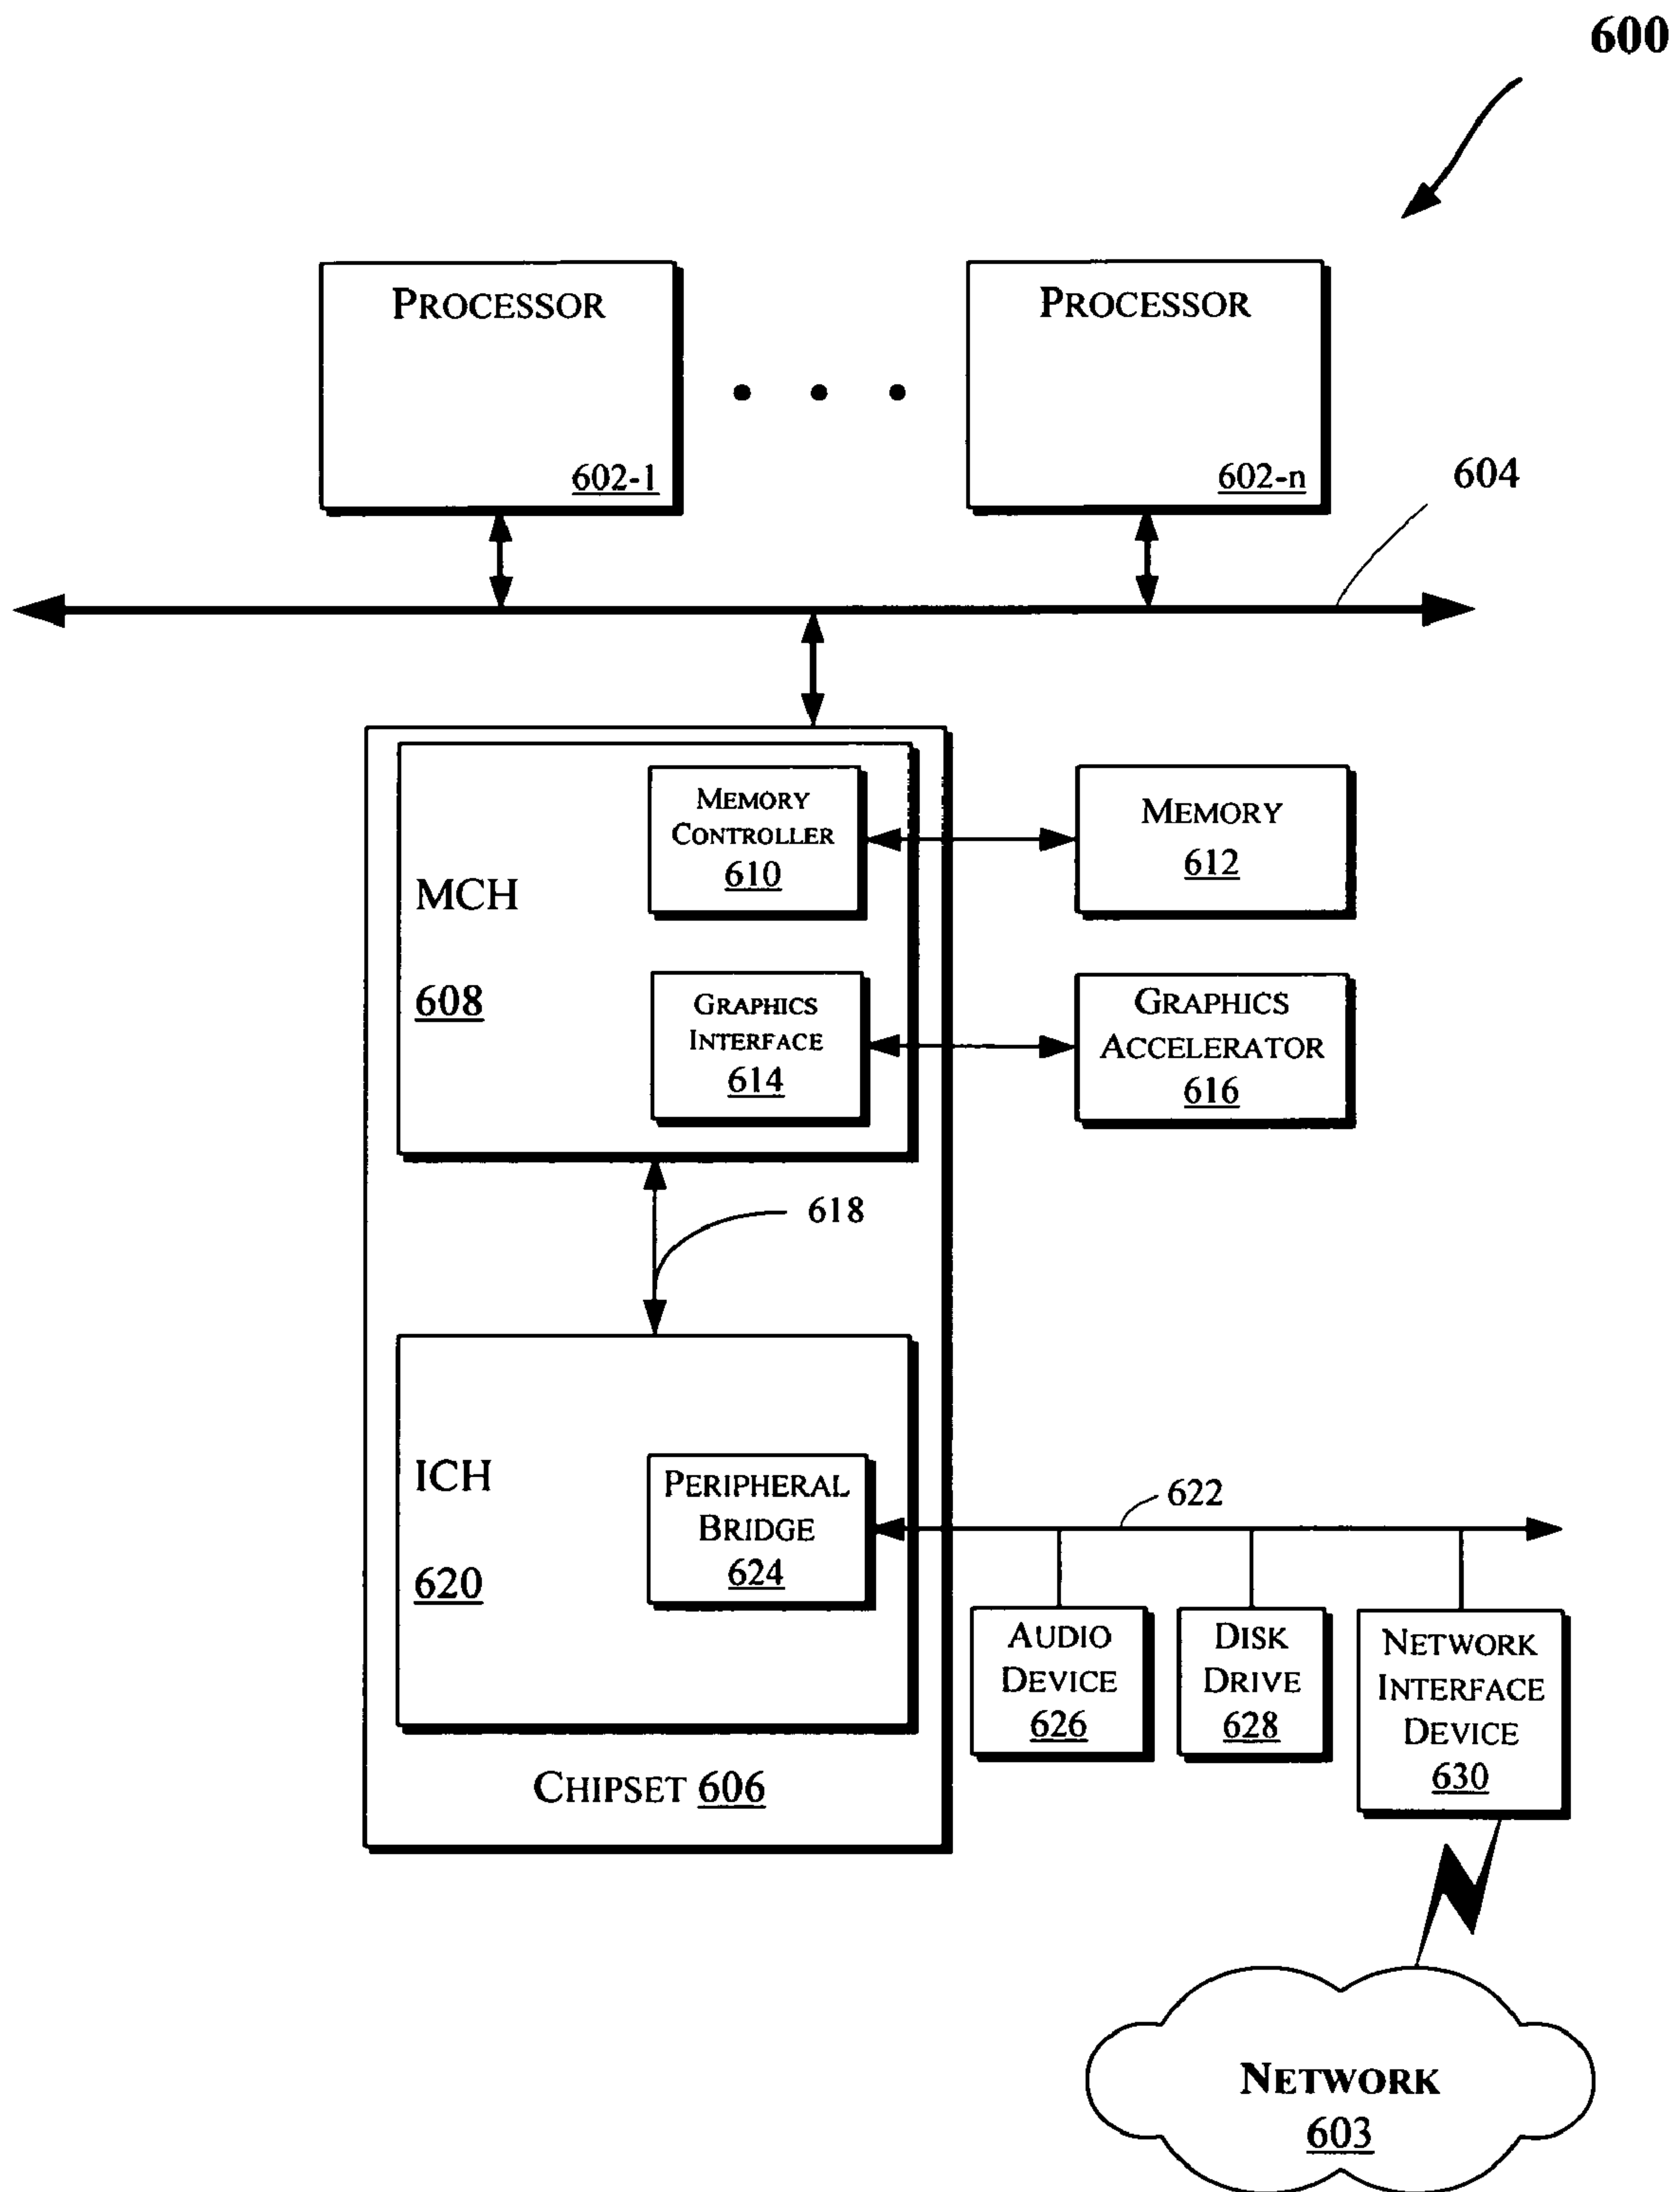 600
PROCESSOR
602-1
PROCESSOR
602-n
604
MEMORY
CONTROLLER
610
MEMORY
612
MCH
608
GRAPHICS
INTERFACE
614
GRAPHICS
ACCELERATOR
616
618
ICH
620
PERIPHERAL
BRIDGE
624
622
AUDIO
DEVICE
626
DISK
DRIVE
628
NETWORK
INTERFACE
DEVICE
630
CHIPSET 606
NETWORK
603